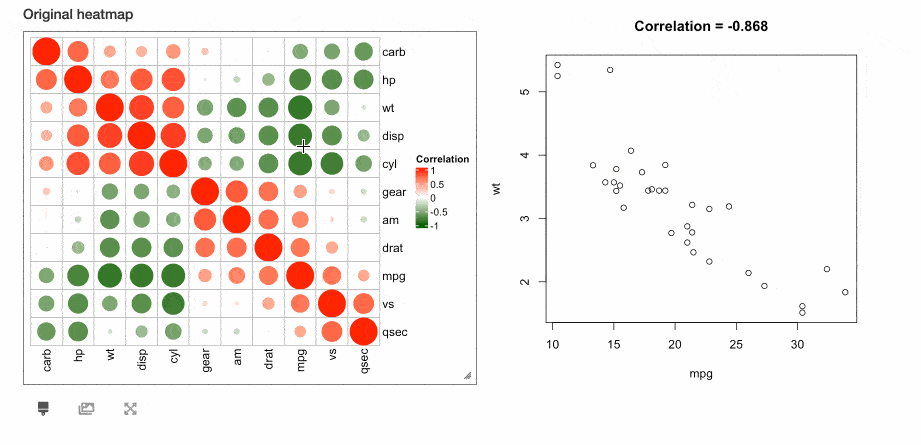 Original heatmap
carb
hp
wt
disp
cyl
gear
am
drat
mpg
vs
qsec
carb hp wt disp cyl gear am drat mpg vs qsec
Correlation
1
0.5
0
-0.5
-1
Correlation = -0.868
wt
5
4
3
2
10 15 20 25 30
mpg